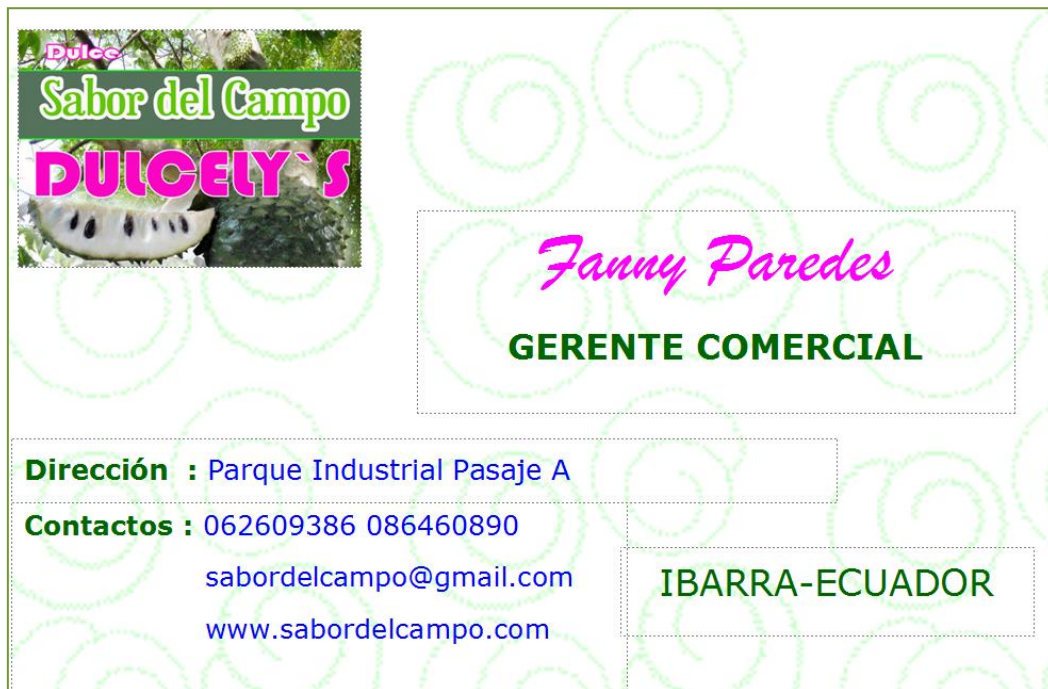 Dulce
Sabor del Campo
DULCELY`S
Fanny Paredes
GERENTE COMERCIAL
Dirección : Parque Industrial Pasaje A
Contactos : 062609386 086460890
sabordelcampo@gmail.com
www.sabordelcampo.com
IBARRA-ECUADOR